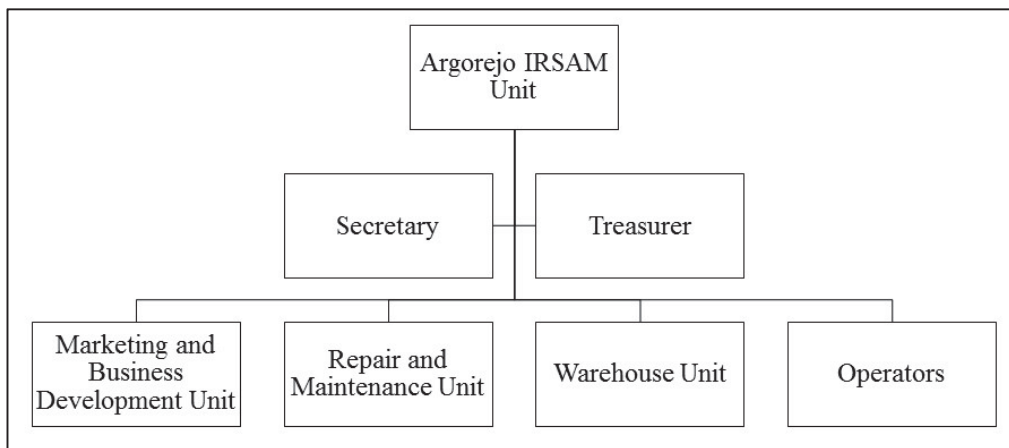 Argorejo IRSAM
Unit
Secretary
Treasurer
Marketing and
Business
Development Unit
Repair and
Maintenance Unit
Warehouse Unit
Operators